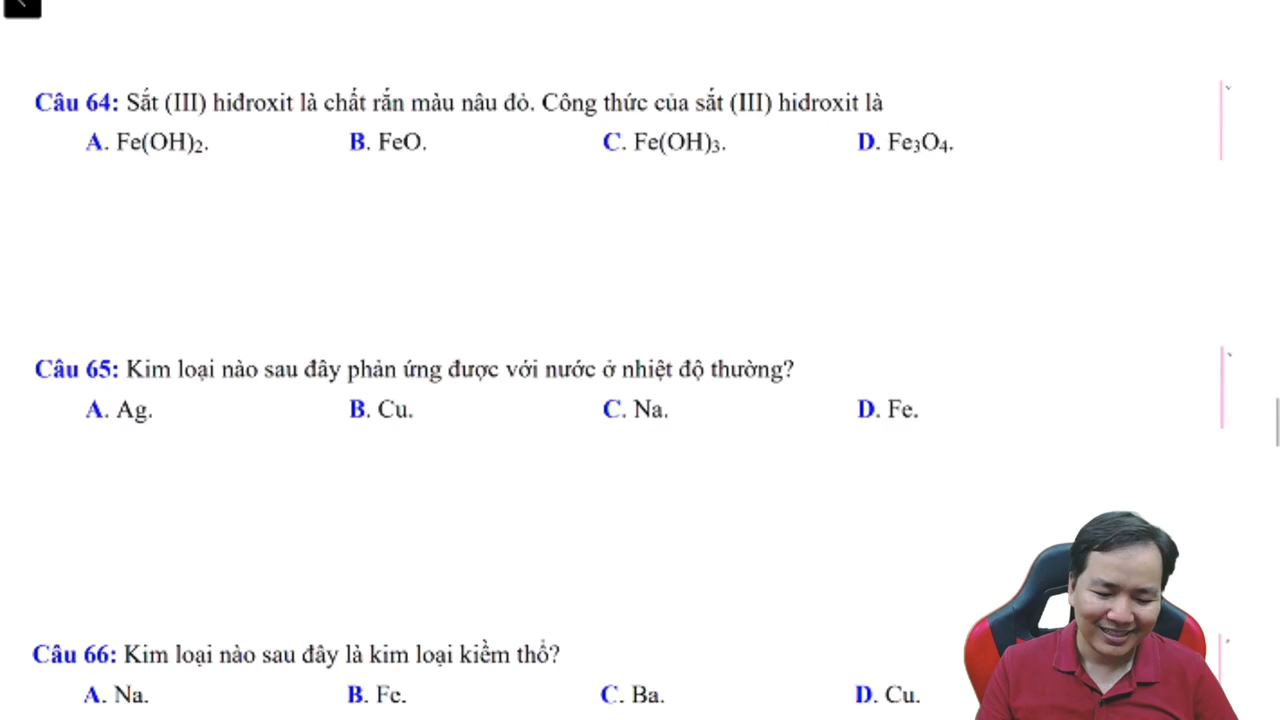 Câu 64: Sắt (III) hiđroxit là chất rắn màu nâu đỏ. Công thức của sắt (III) hiđroxit là
A. Fe(OH)₂. B. FeO. C. Fe(OH)₃. D. Fe₃O₄.
Câu 65: Kim loại nào sau đây phản ứng được với nước ở nhiệt độ thường?
A. Ag. B. Cu. C. Na. D. Fe.
Câu 66: Kim loại nào sau đây là kim loại kiềm thổ?
A. Na. B. Fe. C. Ba. D. Cu.